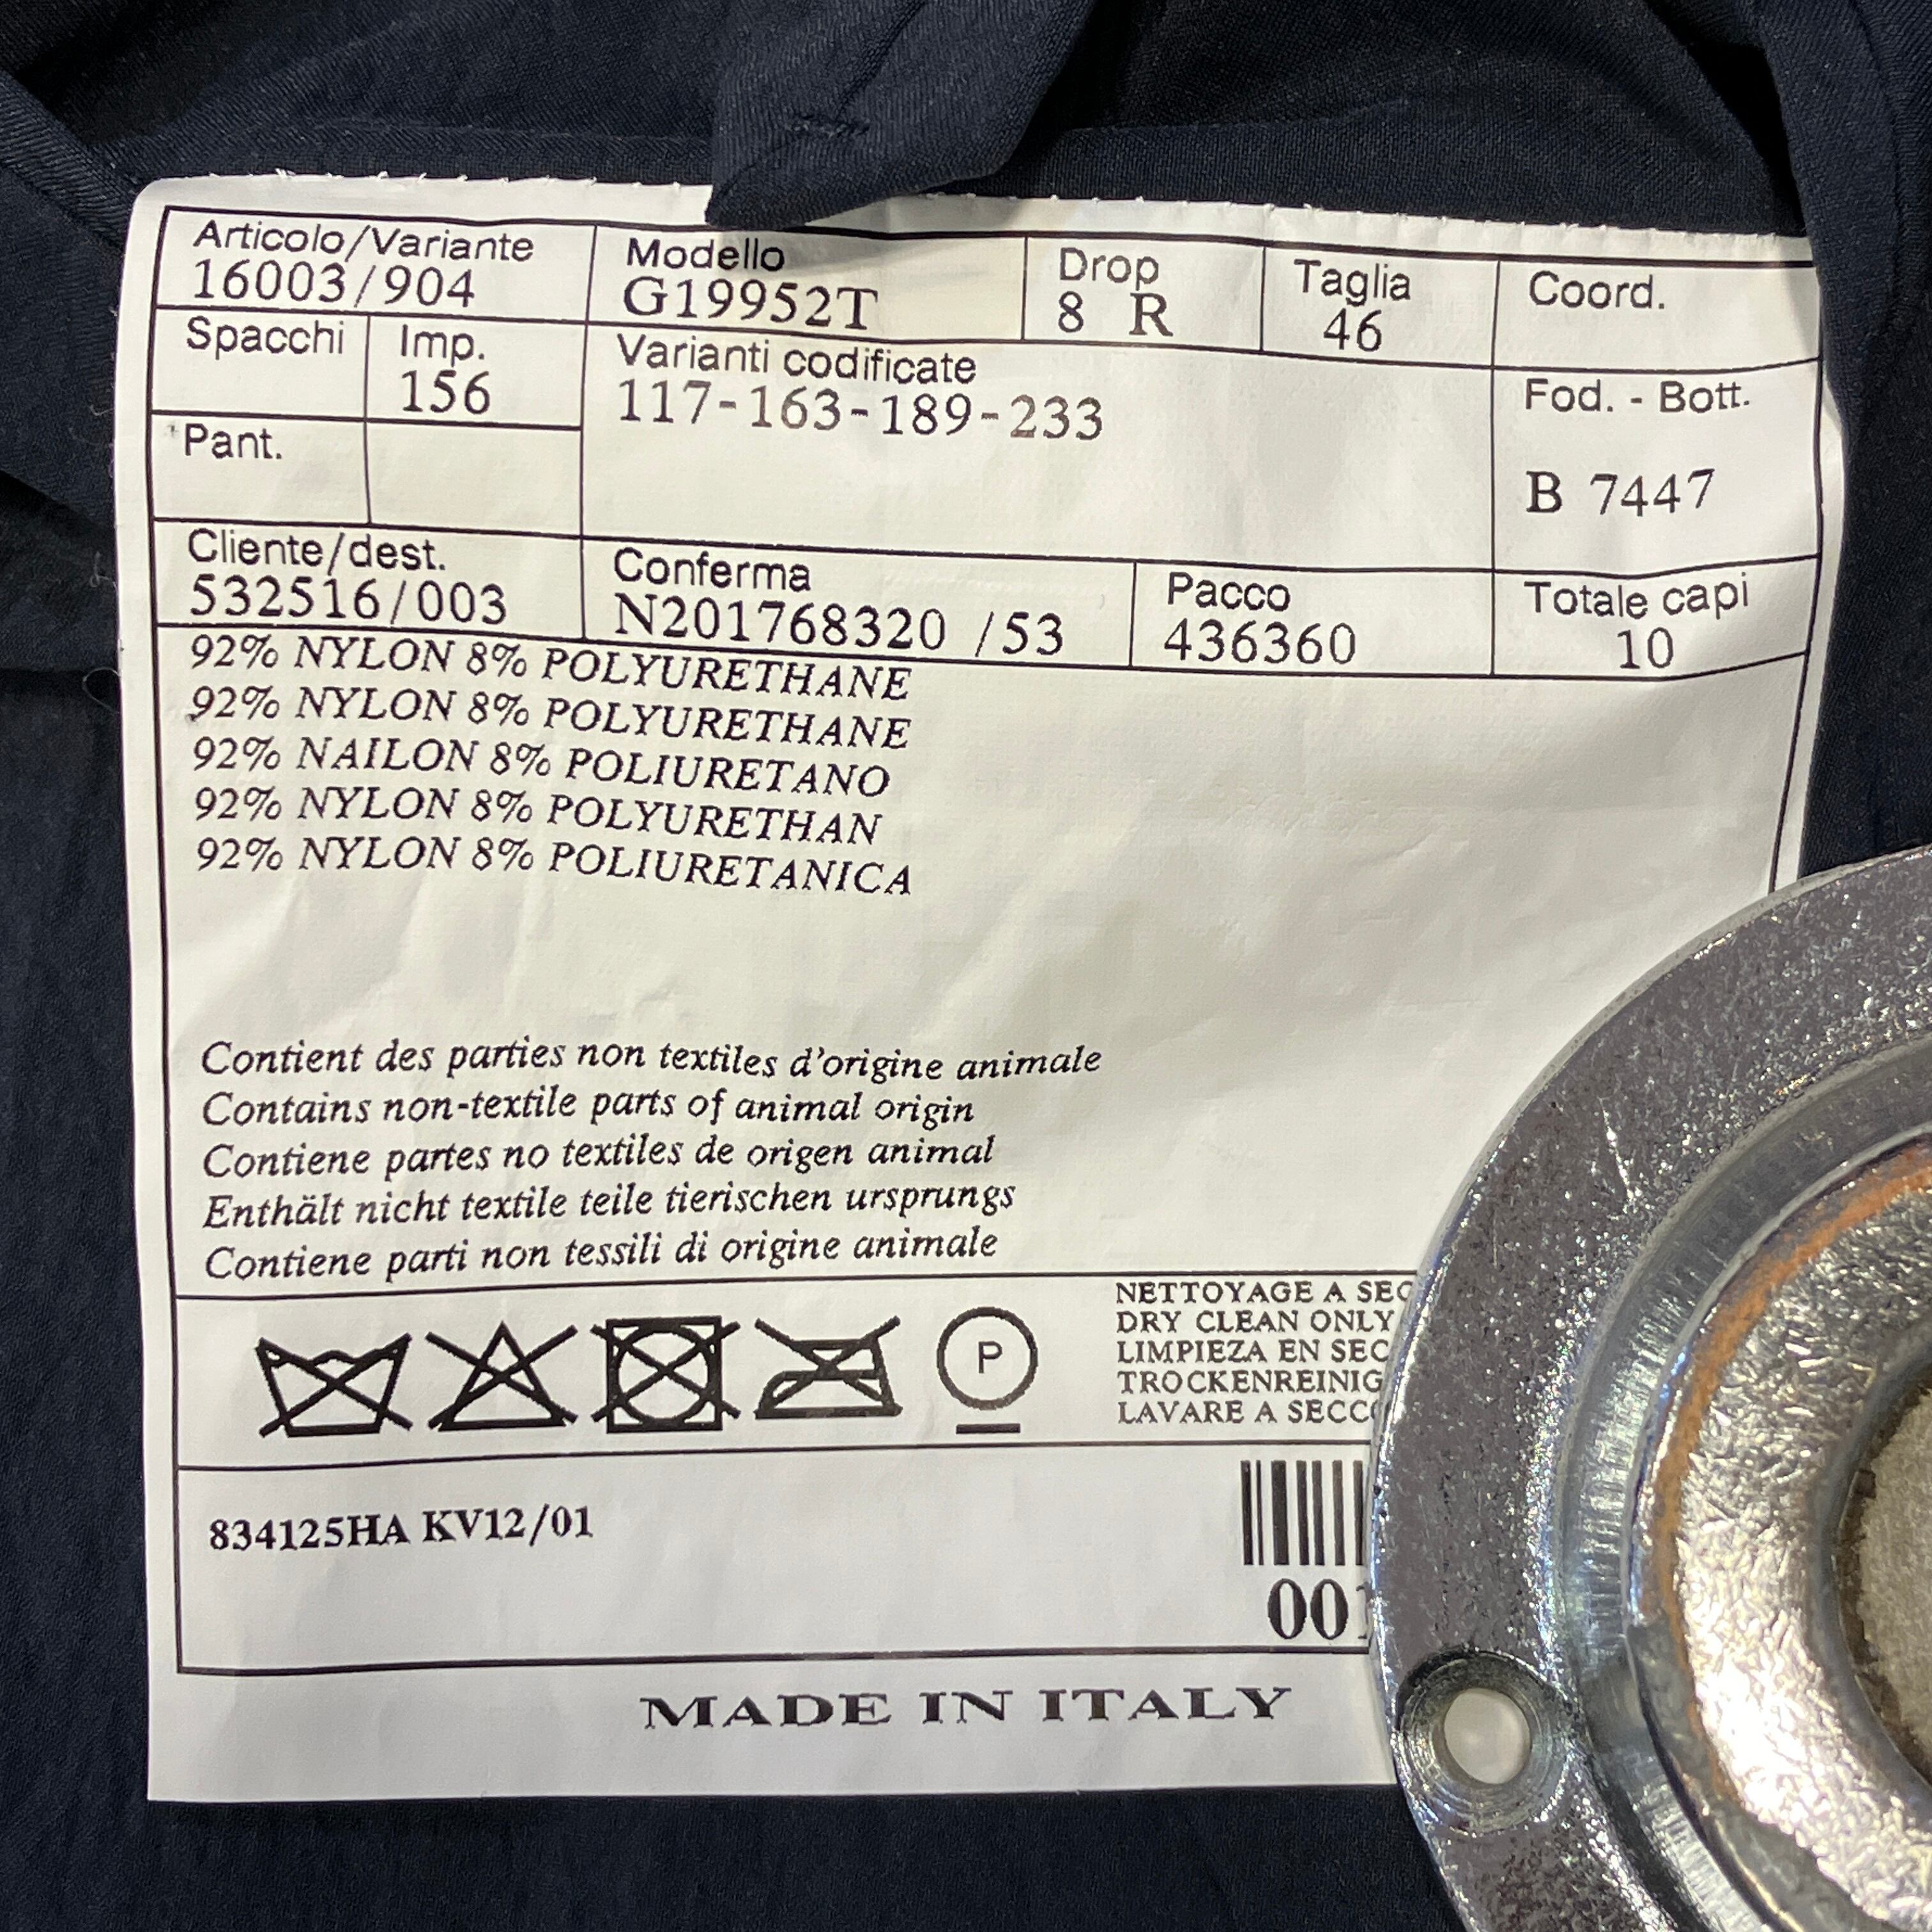 Articolo/Variante
16003/904
Modello
G19952T
Drop
8 R
Taglia
46
Coord.
Spacchi
Imp.
156
Varianti codificate
117-163-189-233
Fod. - Bott.
B 7447
Pant.
Cliente/dest.
532516/003
Conferma
N201768320 /53
Pacco
436360
Totale capi
10
92% NYLON 8% POLYURETHANE
92% NYLON 8% POLYURETHANE
92% NAILON 8% POLIURETANO
92% NYLON 8% POLYURETHAN
92% NYLON 8% POLIURETANICA
Contient des parties non textiles d'origine animale
Contains non-textile parts of animal origin
Contiene partes no textiles de origen animal
Enthält nicht textile teile tierischen ursprungs
Contiene parti non tessili di origine animale
P
NETTOYAGE A
DRY CLEAN ONLY
LIMPIEZA EN
LAVARE A
834125HA KV12/01
MADE IN ITALY